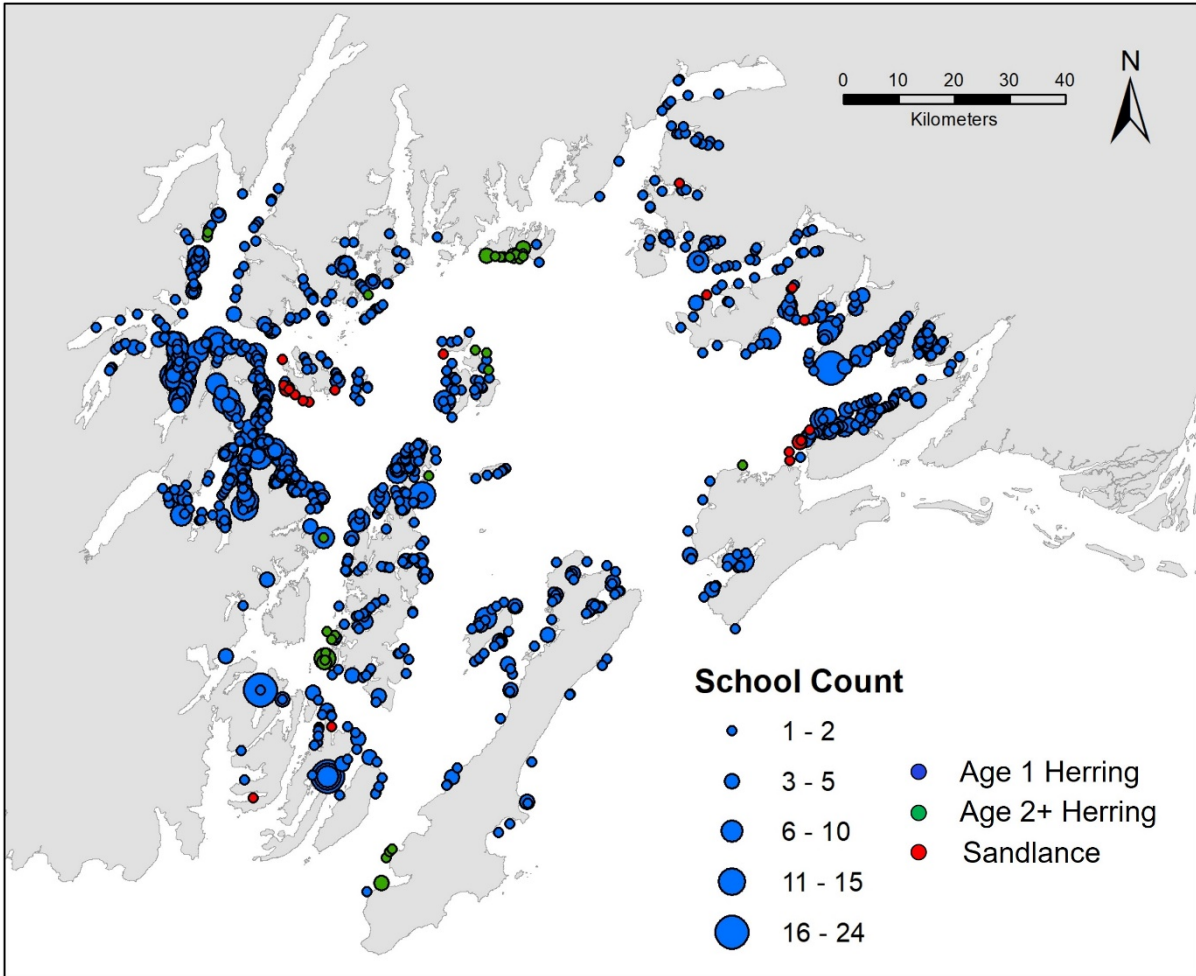 N
0 10 20 30 40
Kilometers
School Count
1 - 2
3 - 5
6 - 10
11 - 15
16 - 24
Age 1 Herring
Age 2+ Herring
Sandlance